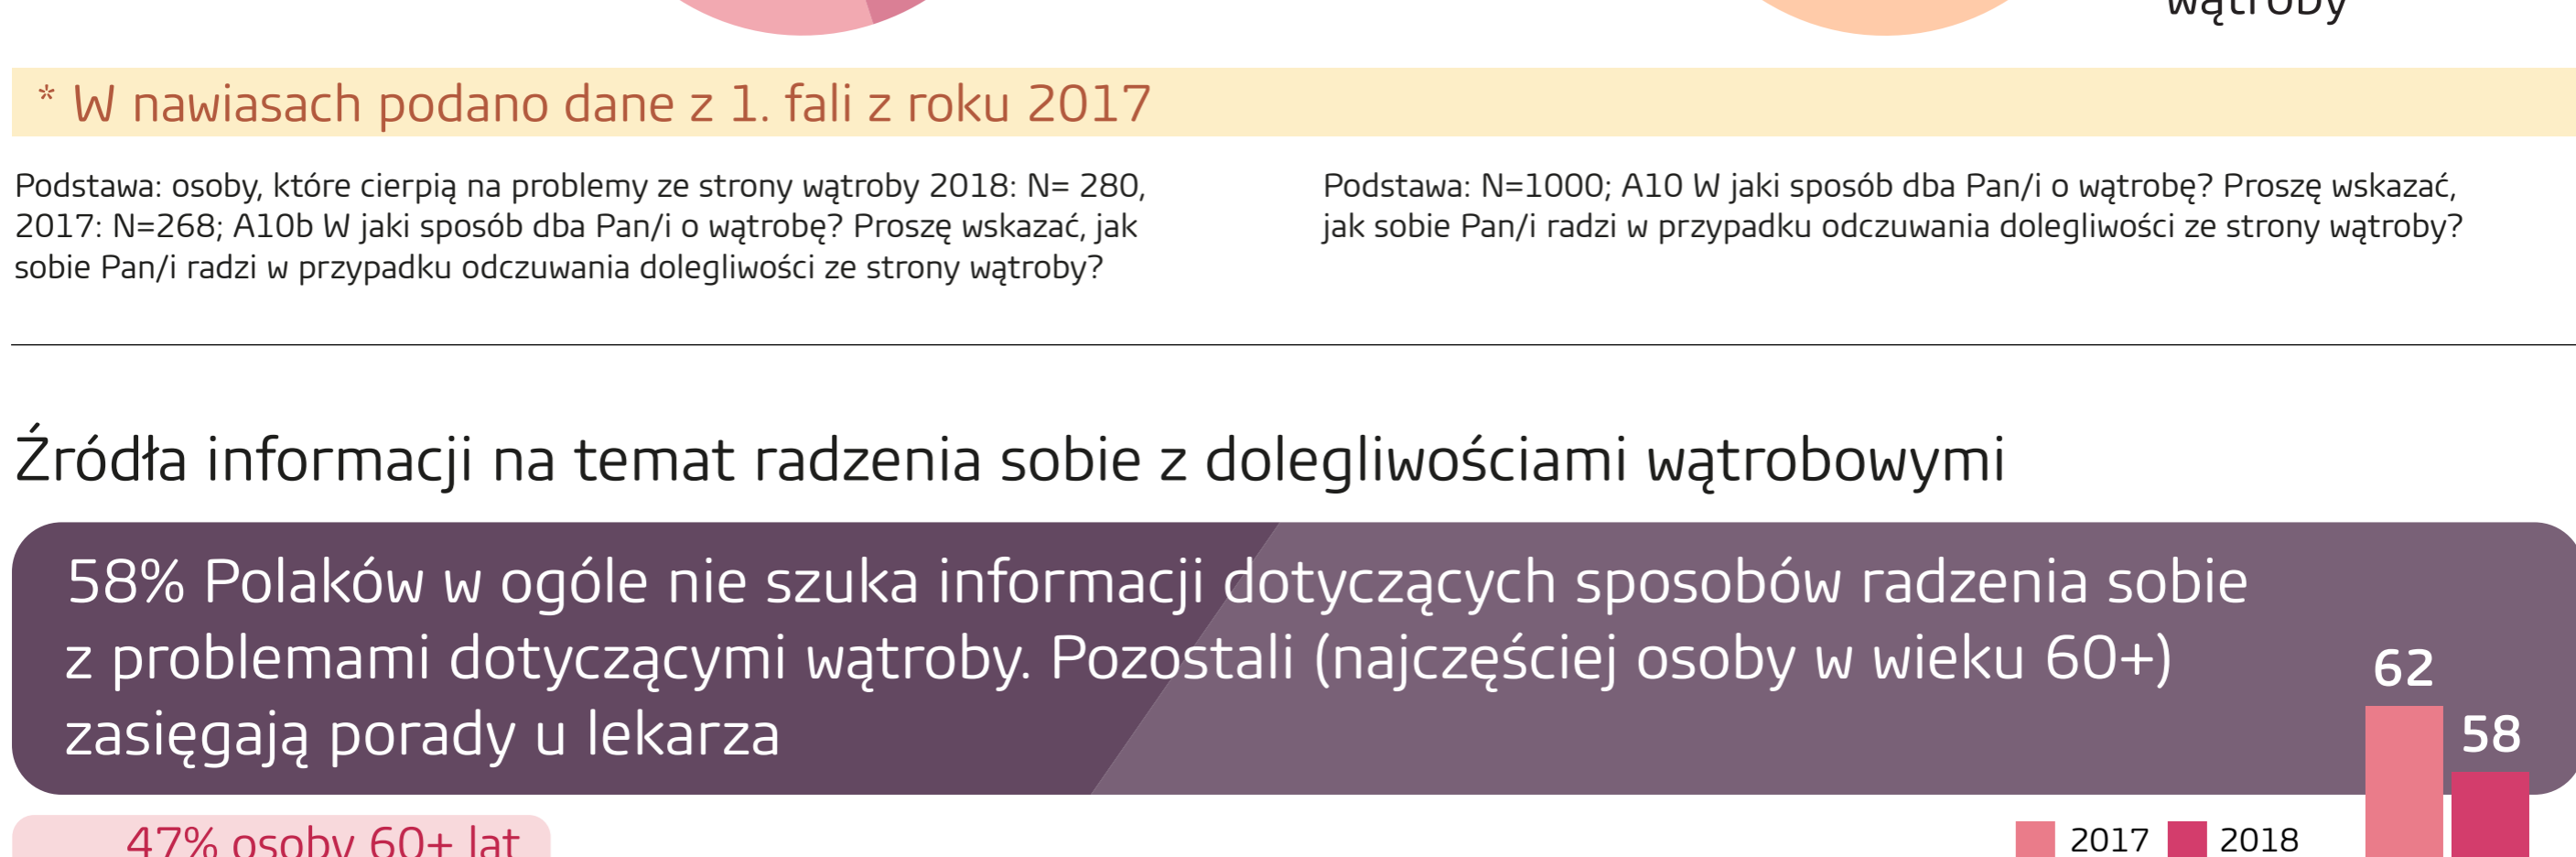 wątroby
* W nawiasach podano dane z 1. fali z roku 2017
Podstawa: osoby, które cierpią na problemy ze strony wątroby 2018: N= 280,
2017: N=268; A10b W jaki sposób dba Pan/i o wątrobę? Proszę wskazać, jak
sobie Pan/i radzi w przypadku odczuwania dolegliwości ze strony wątroby?
Podstawa: N=1000; A10 W jaki sposób dba Pan/i o wątrobę? Proszę wskazać,
jak sobie Pan/i radzi w przypadku odczuwania dolegliwości ze strony wątroby?
Źródła informacji na temat radzenia sobie z dolegliwościami wątrobowymi
58% Polaków w ogóle nie szuka informacji dotyczących sposobów radzenia sobie
z problemami dotyczącymi wątroby. Pozostali (najczęściej osoby w wieku 60+)
zasięgają porady u lekarza
62
58
47% osoby 60+ lat
2017
2018